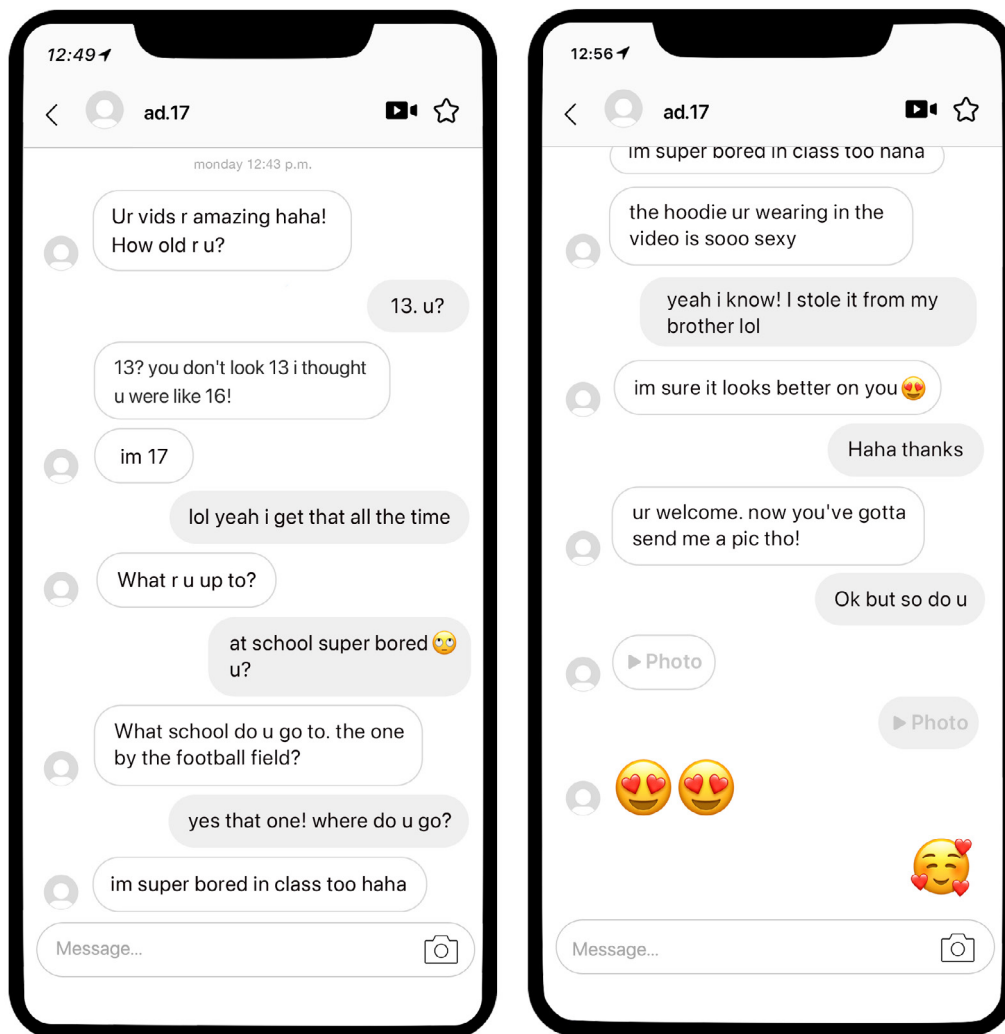 12:49
ad.17
monday 12:43 p.m.
Ur vids r amazing haha!
How old r u?
13. u?
13? you don't look 13 i thought
u were like 16!
im 17
lol yeah i get that all the time
What r u up to?
at school super bored 🙄
u?
What school do u go to. the one
by the football field?
yes that one! where do u go?
im super bored in class too haha
Message...
12:56
ad.17
im super bored in class too haha
the hoodie ur wearing in the
video is sooo sexy
yeah i know! I stole it from my
brother lol
im sure it looks better on you 😍
Haha thanks
ur welcome. now you've gotta
send me a pic tho!
Ok but so do u
Photo
Photo
😍😍
🥰
Message...